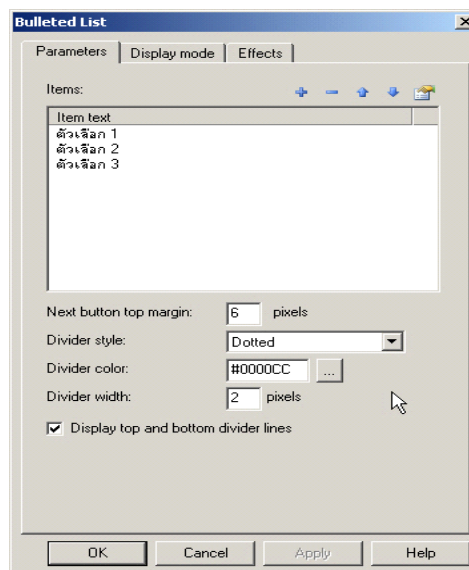 Bulleted List
Parameters Display mode Effects
Items:
Item text
ตัวเลือก 1
ตัวเลือก 2
ตัวเลือก 3
Next button top margin: 6 pixels
Divider style: Dotted
Divider color: #0000CC ...
Divider width: 2 pixels
Display top and bottom divider lines
OK Cancel Apply Help